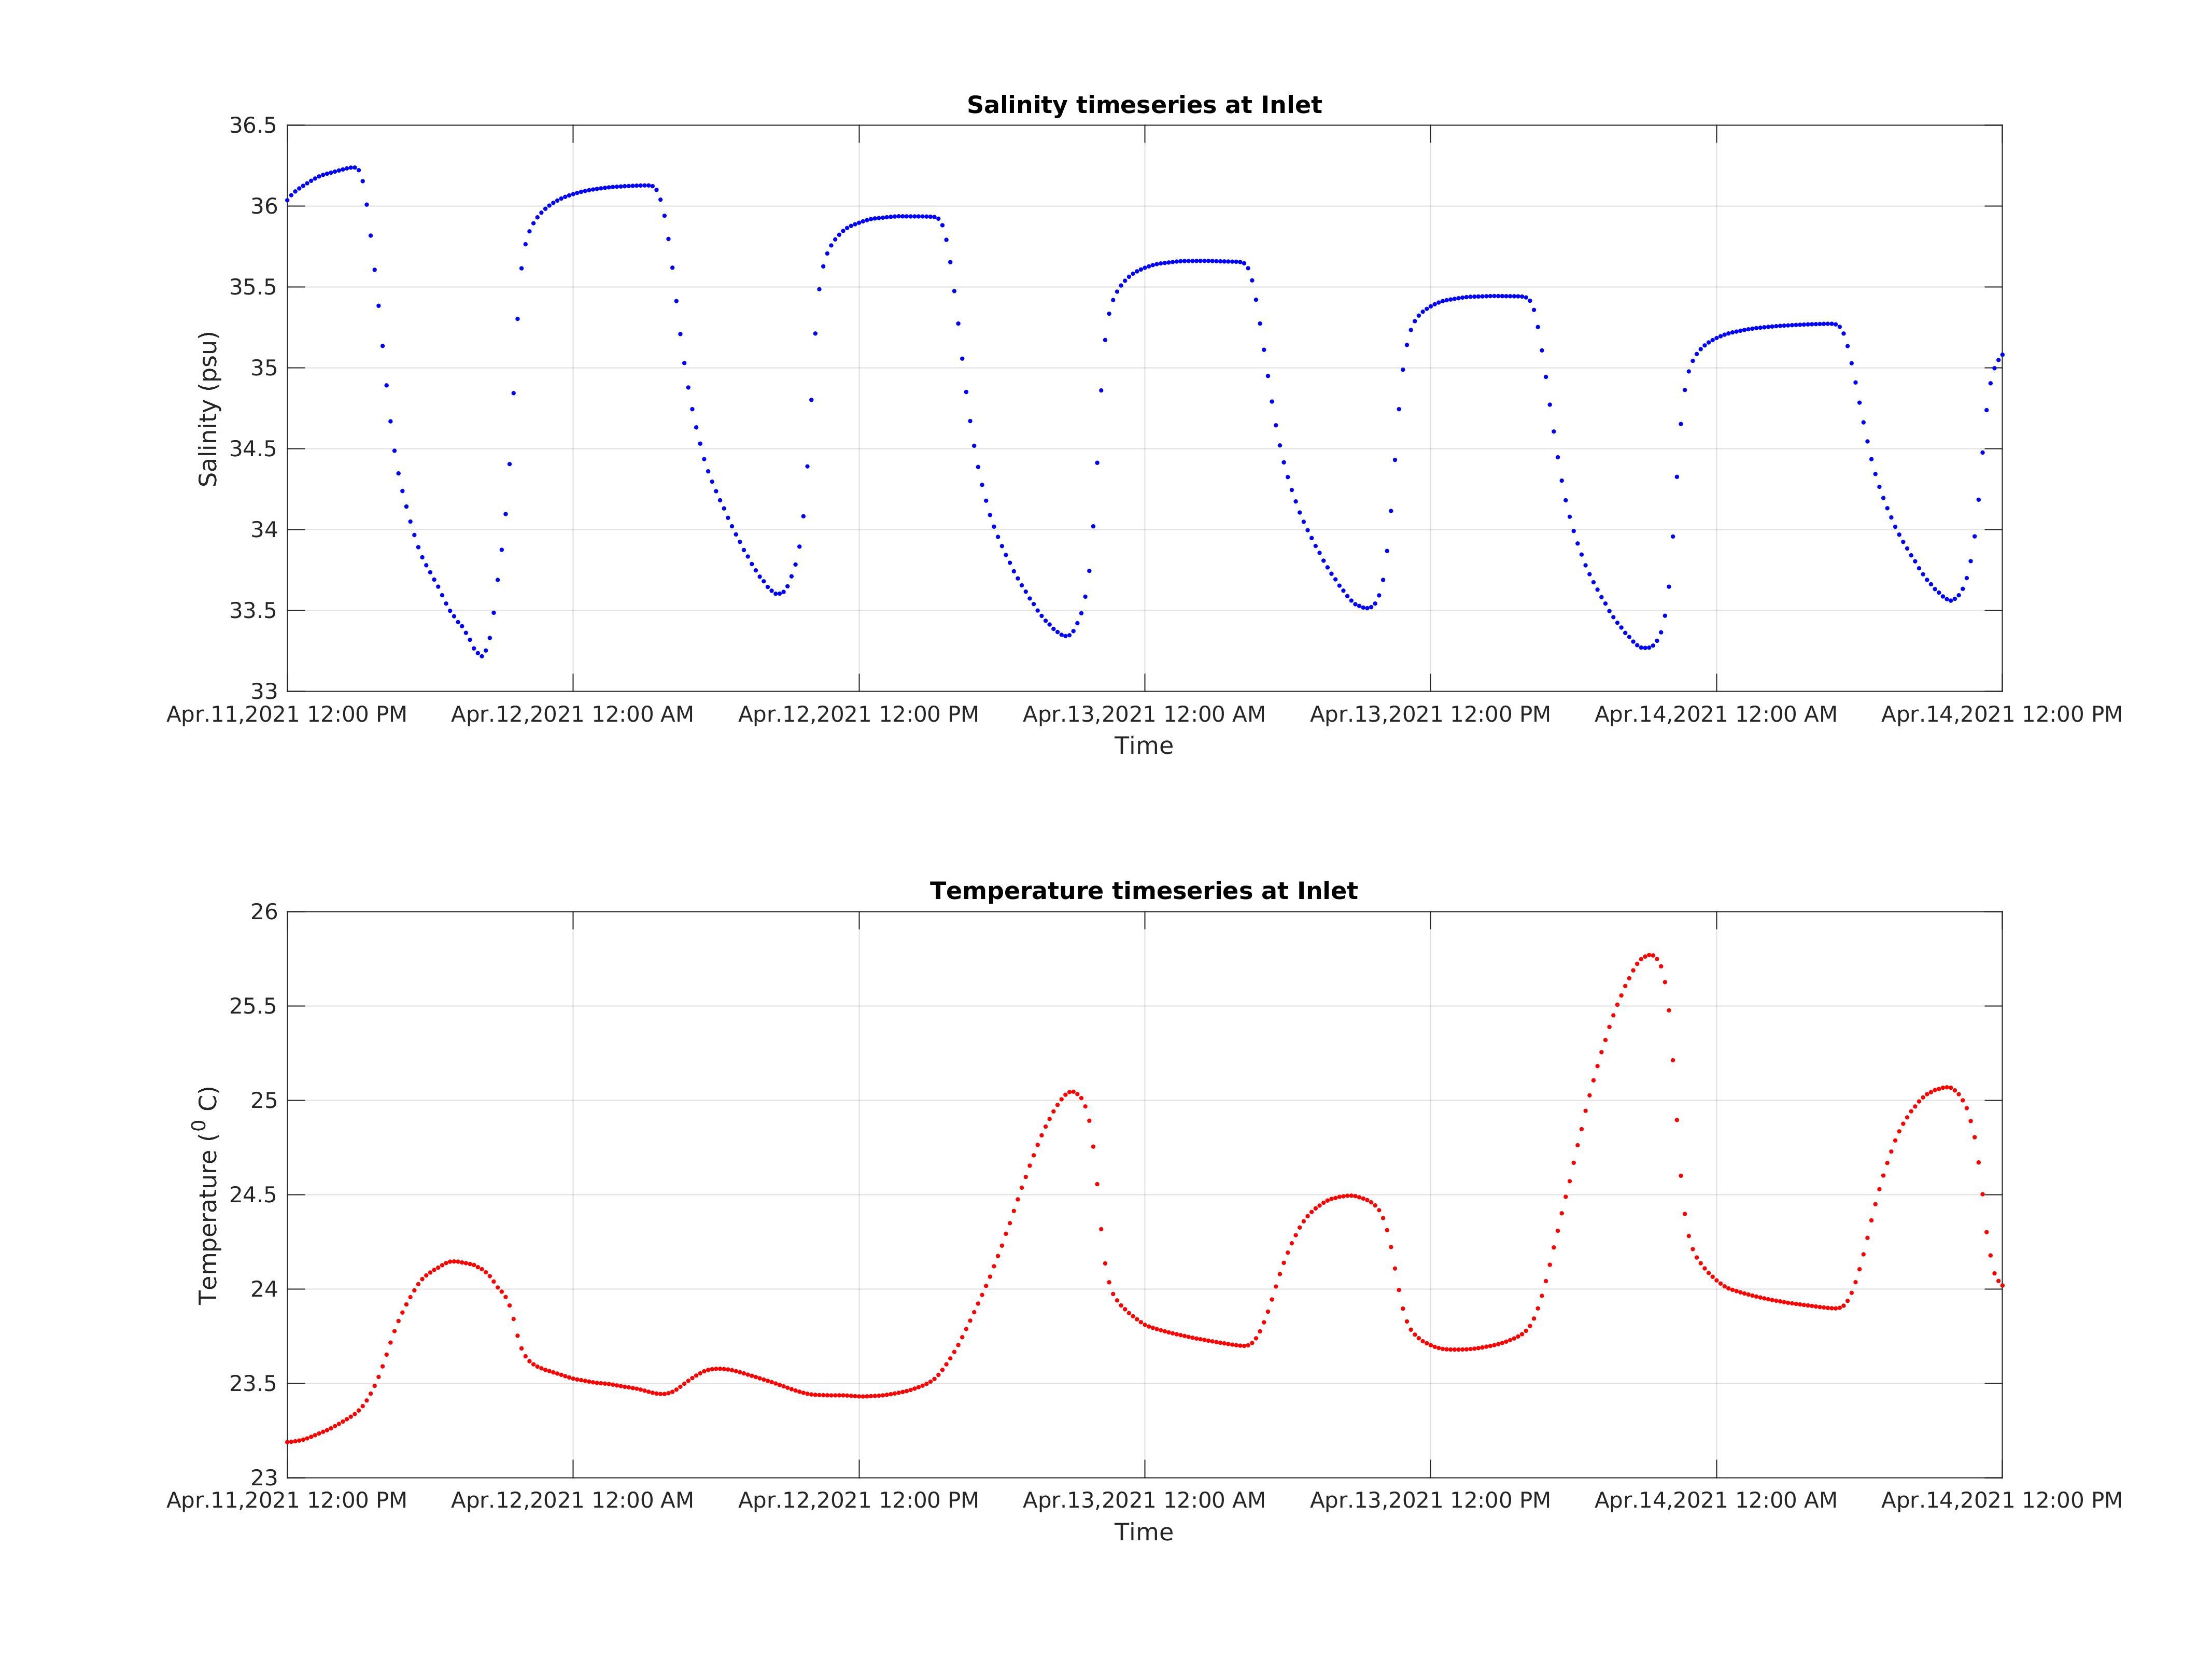 Salinity timeseries at Inlet
36.5
36
35.5
35
34.5
34
33.5
33
Salinity (psu)
Apr.11,2021 12:00 PM Apr.12,2021 12:00 AM Apr.12,2021 12:00 PM Apr.13,2021 12:00 AM Apr.13,2021 12:00 PM Apr.14,2021 12:00 AM Apr.14,2021 12:00 PM
Time
Temperature timeseries at Inlet
26
25.5
25
24.5
24
23.5
23
Temperature (⁰ C)
Apr.11,2021 12:00 PM Apr.12,2021 12:00 AM Apr.12,2021 12:00 PM Apr.13,2021 12:00 AM Apr.13,2021 12:00 PM Apr.14,2021 12:00 AM Apr.14,2021 12:00 PM
Time